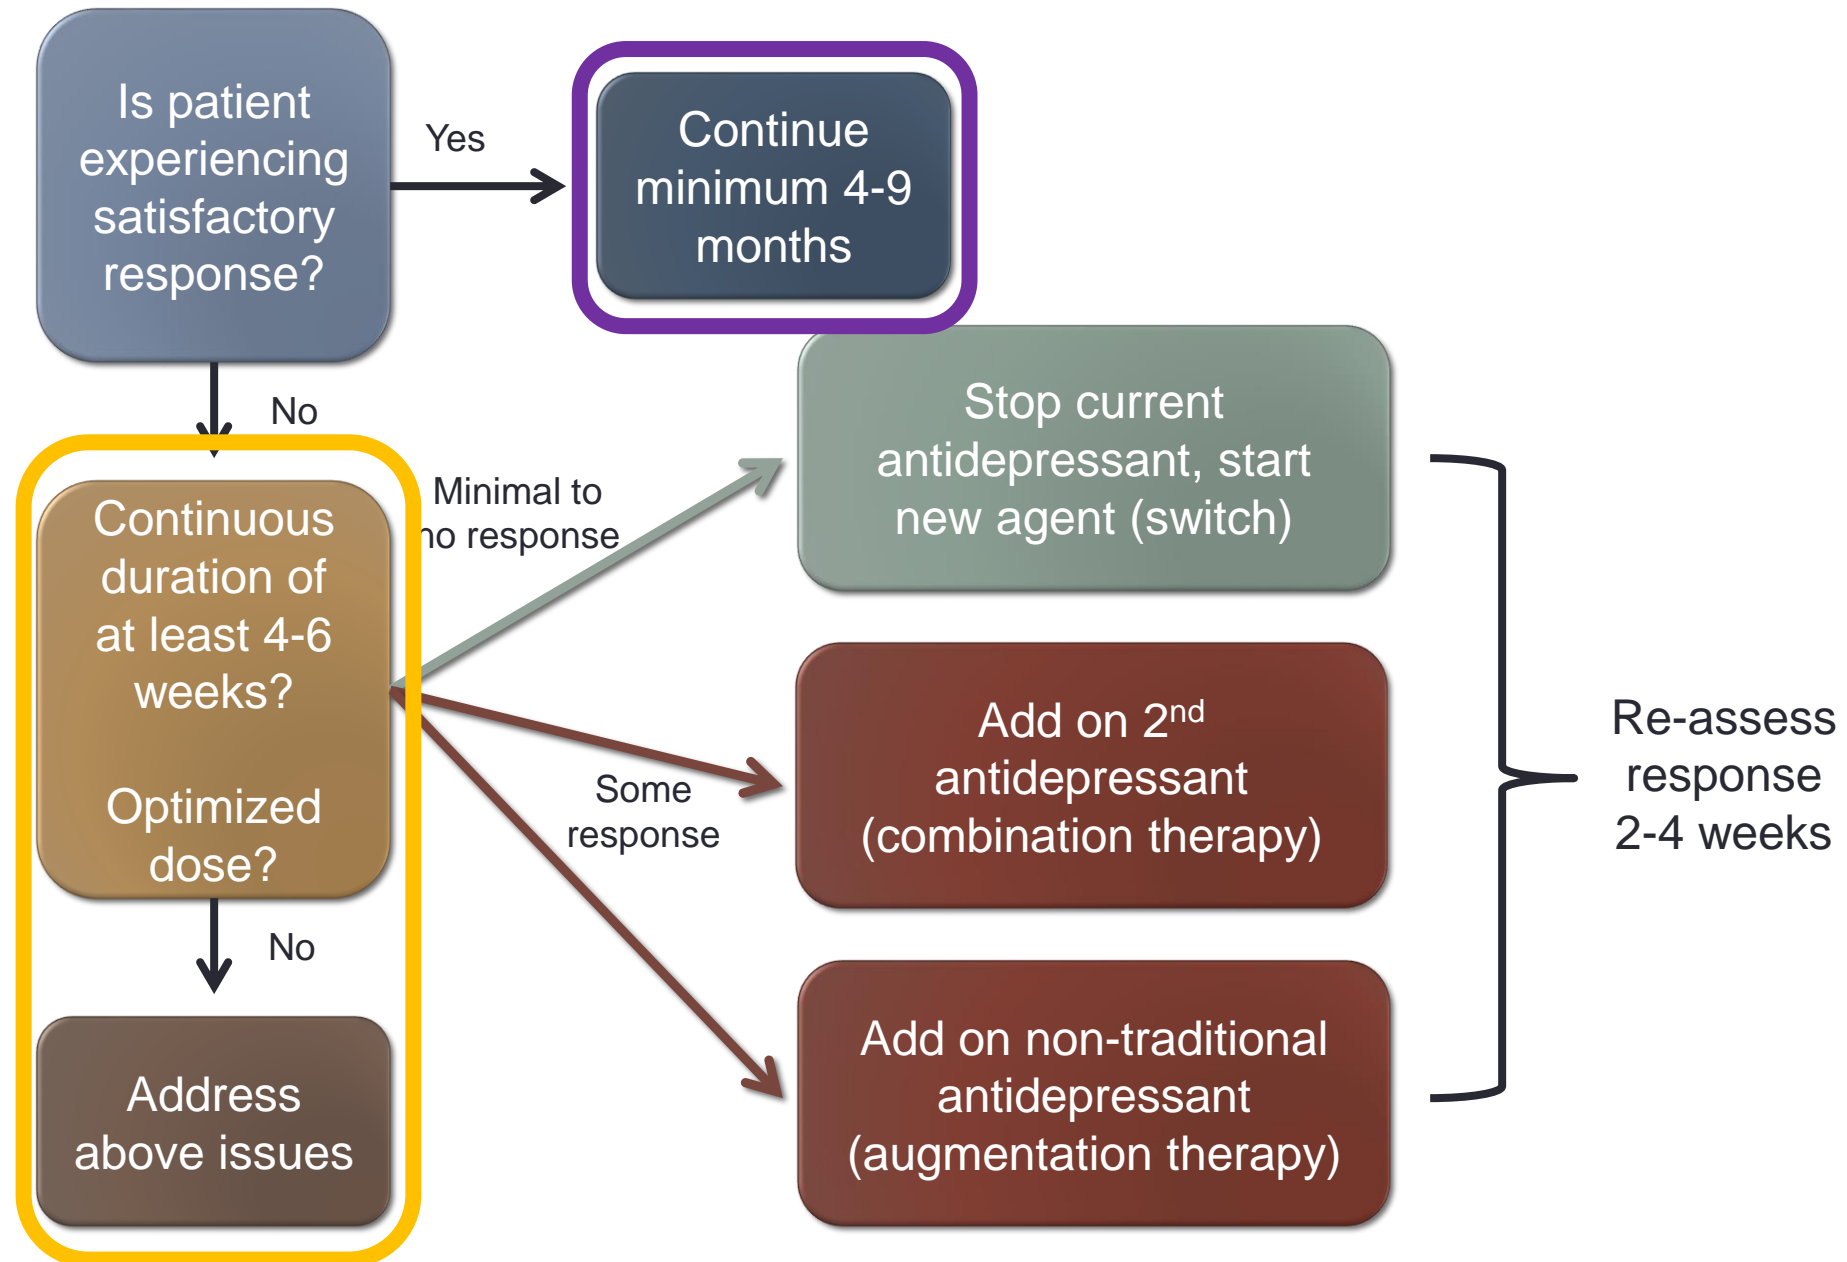 Is patient
experiencing
satisfactory
response?
Yes
Continue
minimum 4-9
months
No
Continuous
duration of
at least 4-6
weeks?
Optimized
dose?
No
Address
above issues
Minimal to
no response
Some
response
Stop current
antidepressant, start
new agent (switch)
Add on 2nd
antidepressant
(combination therapy)
Add on non-traditional
antidepressant
(augmentation therapy)
Re-assess
response
2-4 weeks